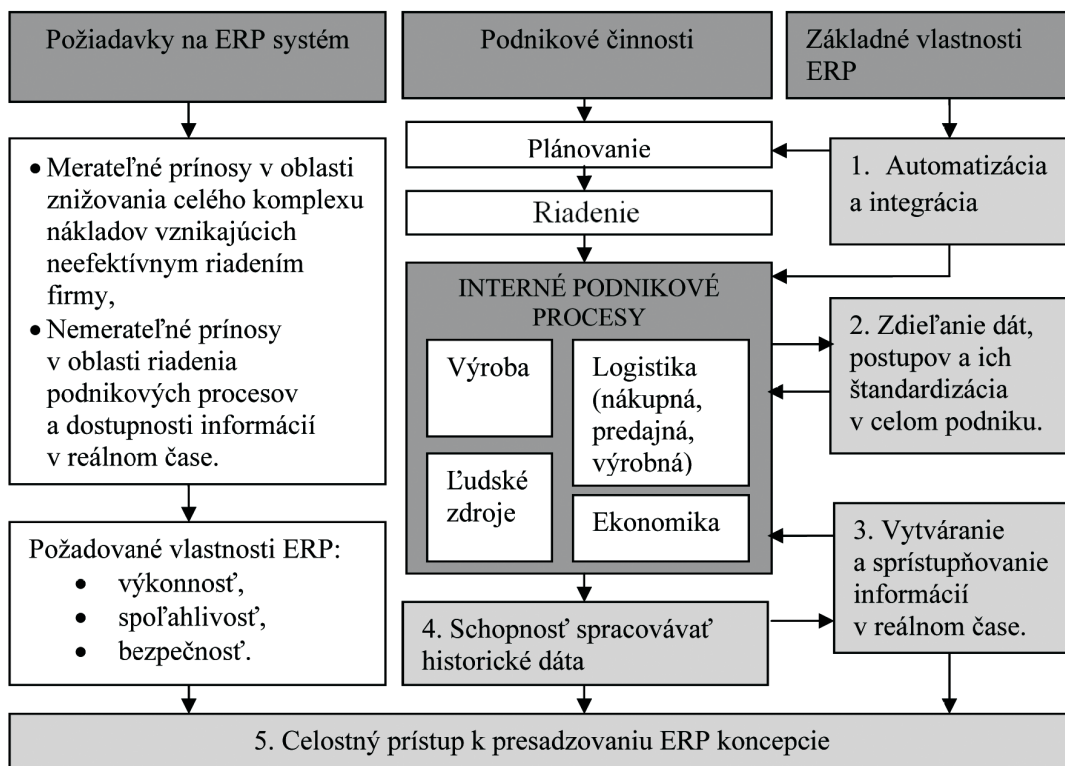 Požiadavky na ERP systém
• Merateľné prínosy v oblasti
znižovania celého komplexu
nákladov vznikajúcich
neefektívnym riadením
firmy,
• Nemerateľné prínosy
v oblasti riadenia
podnikových procesov
a dostupnosti informácií
v reálnom čase.
Požadované vlastnosti ERP:
• výkonnosť,
• spoľahlivosť,
• bezpečnosť.
Podnikové činnosti
Plánovanie
Riadenie
INTERNÉ PODNIKOVÉ
PROCESY
Výroba
Logistika
(nákupná,
predajná,
výrobná)
Ľudské
zdroje
Ekonomika
4. Schopnosť spracovávať
historické dáta
Základné vlastnosti
ERP
1. Automatizácia
a integrácia
2. Zdieľanie dát,
postupov a ich
štandardizácia
v celom podniku.
3. Vytváranie
a sprístupňovanie
informácií
v reálnom čase.
5. Celostný prístup k presadzovaniu ERP koncepcie